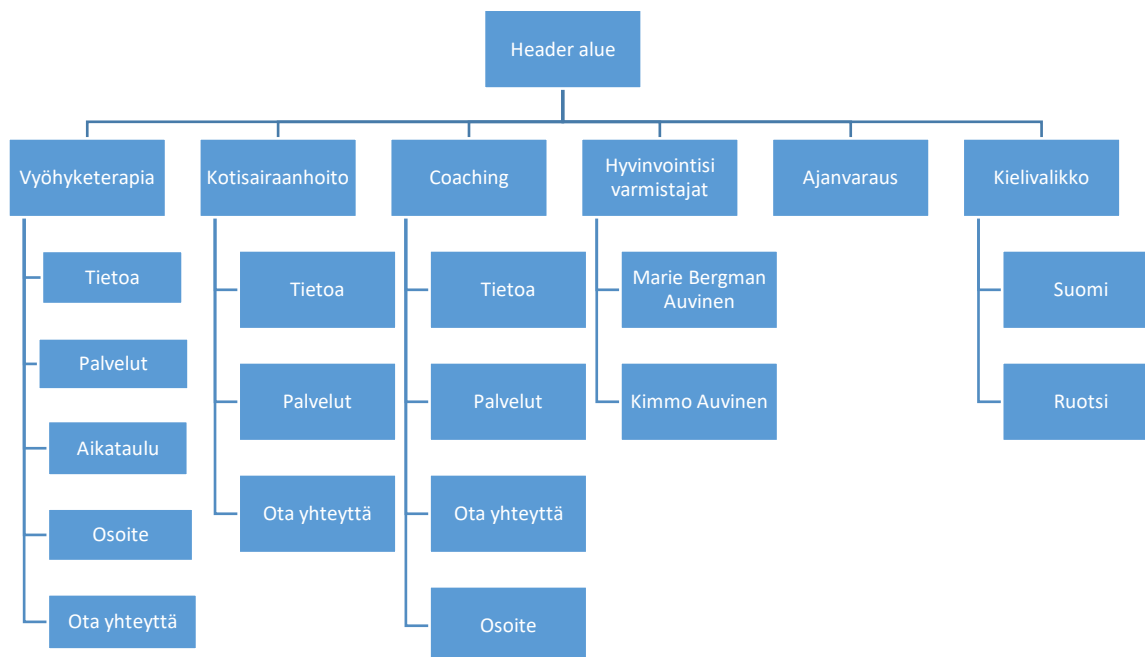 Header alue
Vyöhyketerapia
Kotisairaanhoito
Coaching
Hyvinvointisi
varmistajat
Ajanvaraus
Kielivalikko
Tietoa
Palvelut
Aikataulu
Osoite
Ota yhteyttä
Tietoa
Palvelut
Ota yhteyttä
Tietoa
Palvelut
Ota yhteyttä
Osoite
Marie Bergman
Auvinen
Kimmo Auvinen
Suomi
Ruotsi